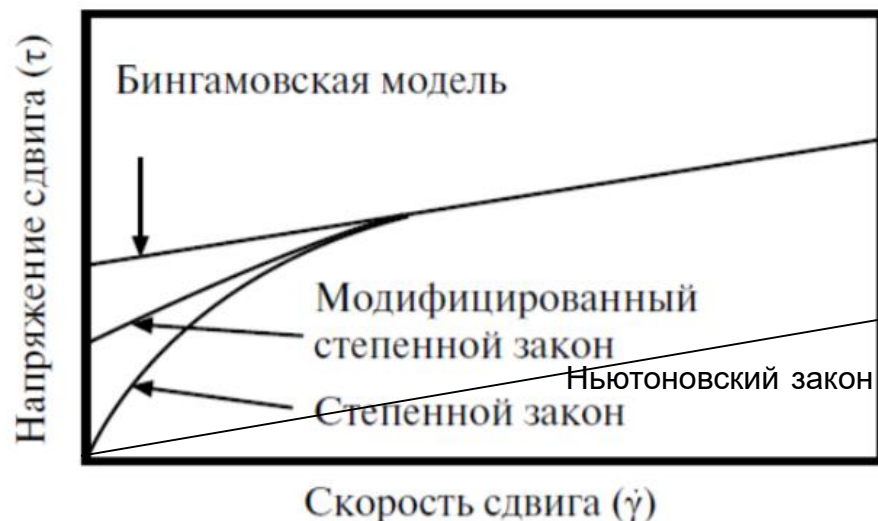 Напряжение сдвига (τ)
Бингамовская модель
Модифицированный
степенной закон
Ньютоновский закон
Степенной закон
Скорость сдвига (γ̇)